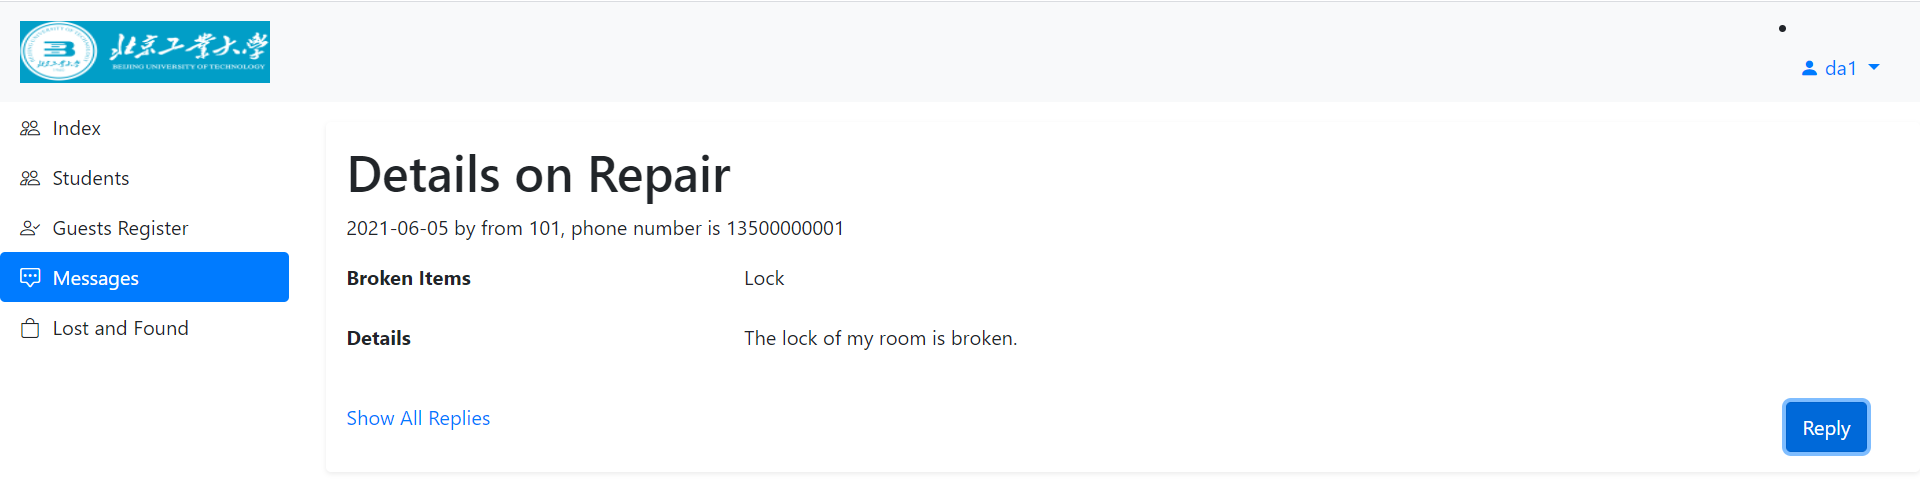 北京工业大学
BEIJING UNIVERSITY OF TECHNOLOGY
da1
Index
Students
Guests Register
Messages
Lost and Found
Details on Repair
2021-06-05 by from 101, phone number is 13500000001
Broken Items Lock
Details The lock of my room is broken.
Show All Replies
Reply